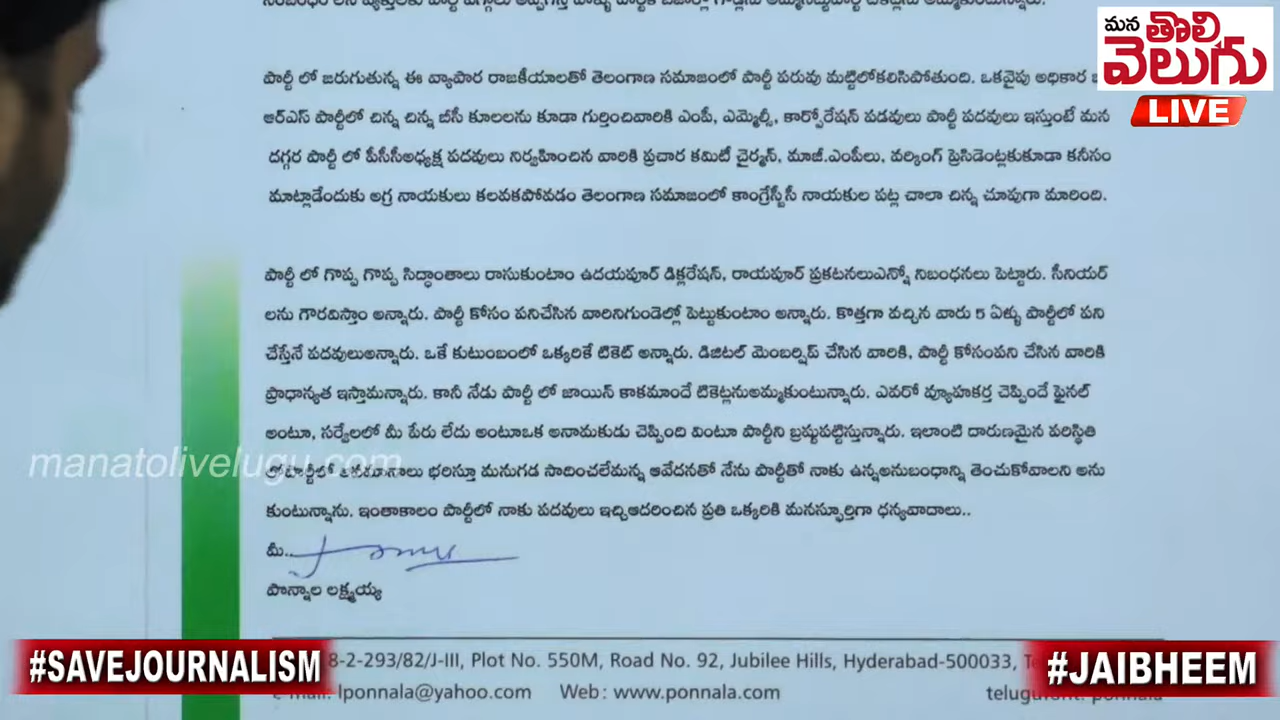 మన
తొలి
వెలుగు
LIVE
పార్టీ లో జరుగుతున్న ఈ వ్యాపార రాజకీయాలతో తెలంగాణ సమాజంలో పార్టీ పరువు మట్టిలోకలిసిపోతుంది. ఒకవైపు అధికార
ఆర్ఎస్ పార్టీలో చిన్న చిన్న బీసీ కూలలను కూడా గుర్తించివారికి ఎంపీ, ఎమ్మెల్సీ, కార్పోరేషన్ పడవులు పార్టీ పదవులు ఇస్తుంటే మన
దగ్గర పార్టీ లో పీసీసీఅధ్యక్ష పదవులు నిర్వహించిన వారికి ప్రచార కమిటీ చైర్మన్, మాజీ.ఎంపీలు, వర్కింగ్ ప్రెసిడెంట్లకుకూడా కనీసం
మాట్లాడేందుకు అగ్ర నాయకులు కలవకపోవడం తెలంగాణ సమాజంలో కాంగ్రేస్బీసీ నాయకుల పట్ల చాలా చిన్న చూపుగా మారింది.
పార్టీ లో గొప్ప గొప్ప సిద్ధాంతాలు రాసుకుంటాం ఉదయపూర్ డిక్లరేషన్, రాయపూర్ ప్రకటనలుఎన్నో నిబంధనలు పెట్టారు. సీనియర్
లను గౌరవిస్తాం అన్నారు. పార్టీ కోసం పనిచేసిన వారినిగుండెల్లో పెట్టుకుంటాం అన్నారు. కొత్తగా వచ్చిన వారు 5 ఏళ్ళు పార్టీలో పని
చేస్తేనే పదవులుఅన్నారు. ఒకే కుటుంబంలో ఒక్కరికే టికెట్ అన్నారు. డిజిటల్ మెంబర్షిప్ చేసిన వారికి, పార్టీ కోసంపని చేసిన వారికి
ప్రాధాన్యత ఇస్తామన్నారు. కానీ నేడు పార్టీ లో జాయిన్ కాకమాందే టికెట్లనుఅమ్మకుంటున్నారు. ఎవరో వ్యూహకర్త చెప్పిందే ఫైనల్
అంటూ, సర్వేలలో మీ పేరు లేదు అంటూఒక అనామకుడు చెప్పింది వింటూ పార్టీని బ్రష్టుపట్టిస్తున్నారు. ఇలాంటి దారుణమైన పరిస్థితి
భరిస్తూ మనుగడ సాదించలేమన్న ఆవేదనతో నేను పార్టీతో నాకు ఉన్నఅనుబంధాన్ని తెంచుకోవాలని అను
కుంటున్నాను. ఇంతాకాలం పార్టీలో నాకు పదవులు ఇచ్చిఆదరించిన ప్రతి ఒక్కరికి మనస్ఫూర్తిగా ధన్యవాదాలు..
మీ..
పొన్నాల లక్ష్మయ్య
manatolivelugu.com
8-2-293/82/J-III, Plot No. 550M, Road No. 92, Jubilee Hills, Hyderabad-500033,
lponnala@yahoo.com Web: www.ponnala.com
#SAVEJOURNALISM
#JAIBHEEM